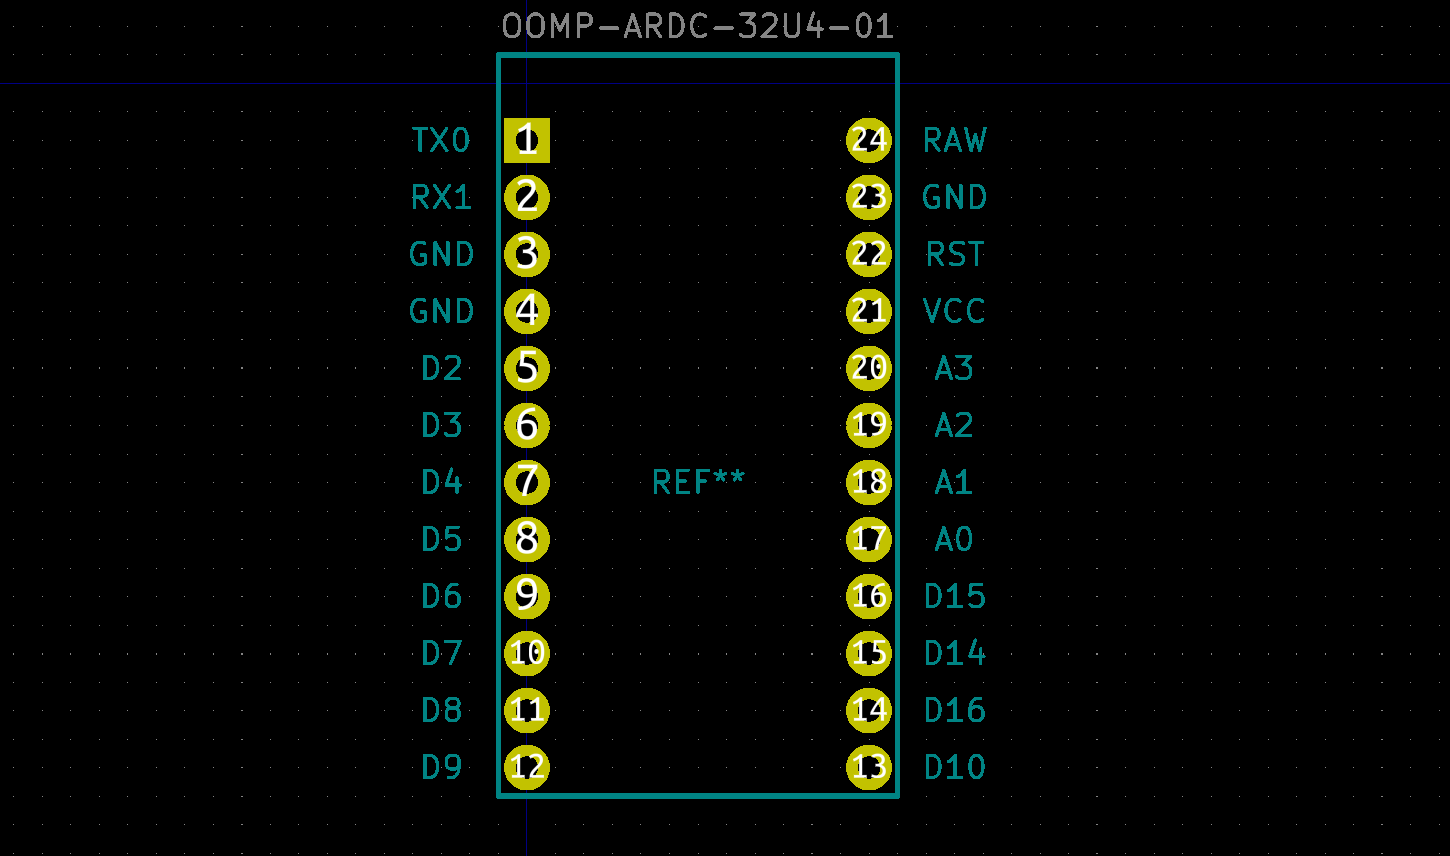 OOMP-ARDC-32U4-01
TX0 1 24 RAW
RX1 2 23 GND
GND 3 22 RST
GND 4 21 VCC
D2 5 20 A3
D3 6 19 A2
D4 7 REF** 18 A1
D5 8 17 A0
D6 9 16 D15
D7 10 15 D14
D8 11 14 D16
D9 12 13 D10